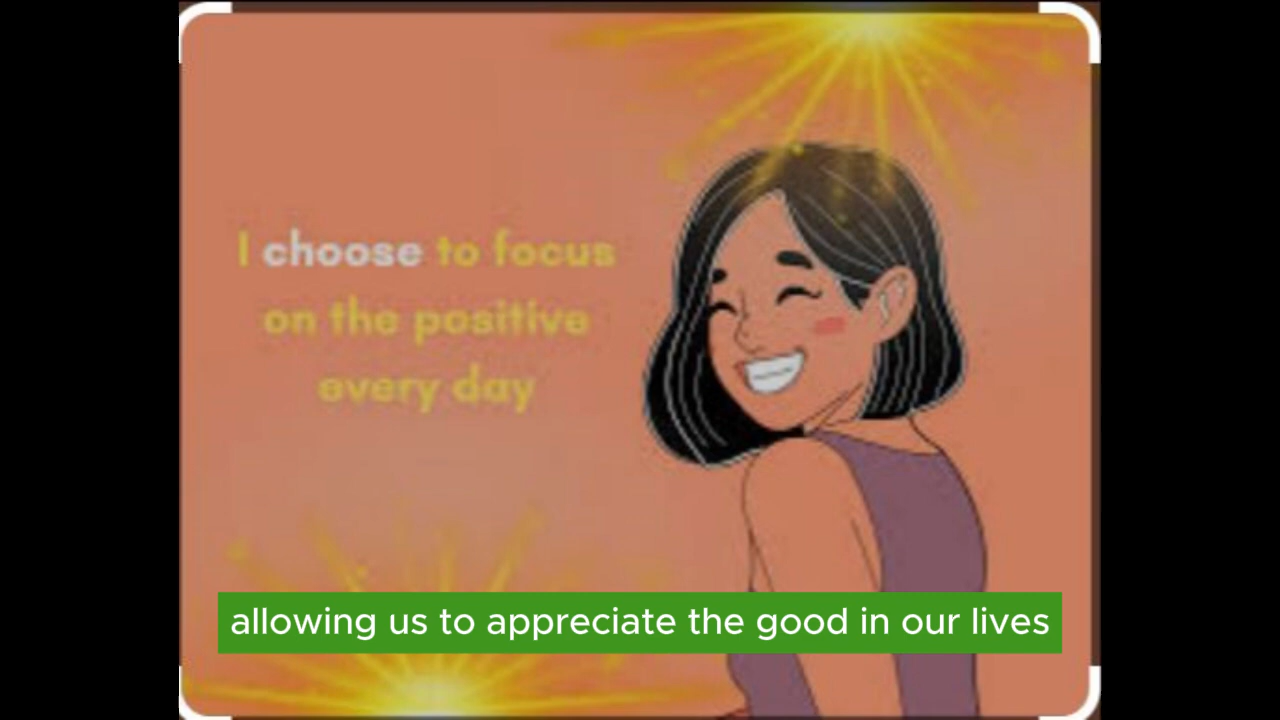 I choose to focus
on the positive
every day
allowing us to appreciate the good in our lives